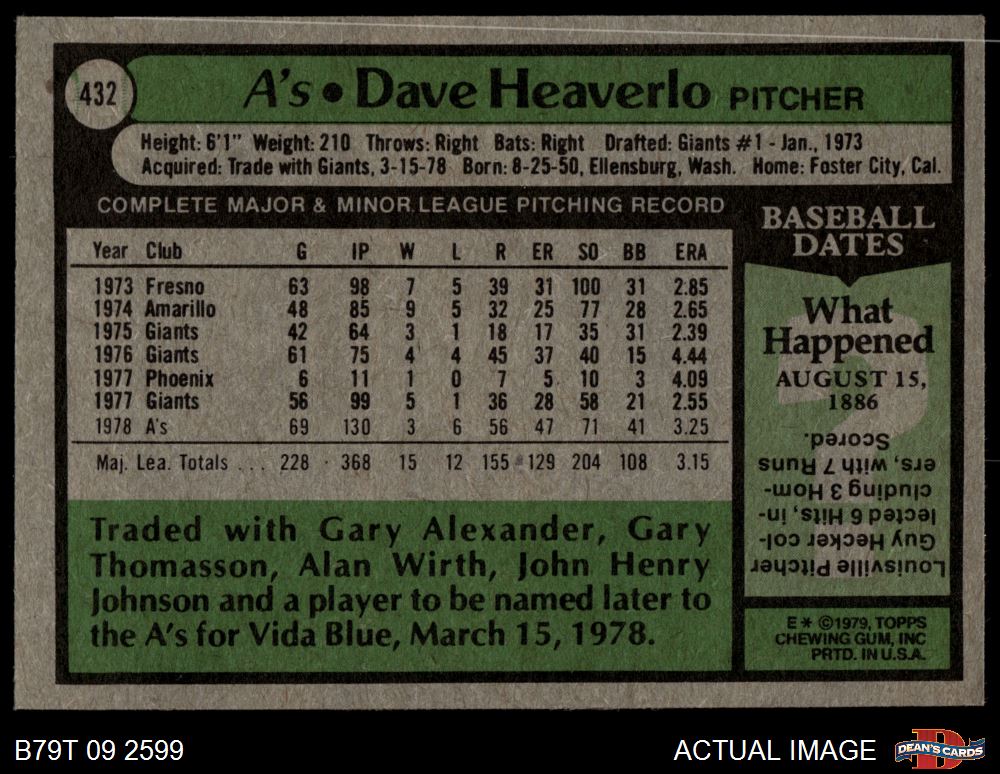 432
A's • Dave Heaverlo PITCHER
Height: 6'1" Weight: 210 Throws: Right Bats: Right Drafted: Giants #1 - Jan., 1973
Acquired: Trade with Giants, 3-15-78 Born: 8-25-50, Ellensburg, Wash. Home: Foster City, Cal.
COMPLETE MAJOR & MINOR LEAGUE PITCHING RECORD
Year Club G IP W L R ER SO BB ERA
1973 Fresno 63 98 7 5 39 31 100 31 2.85
1974 Amarillo 48 85 9 5 32 25 77 28 2.65
1975 Giants 42 64 3 1 18 17 35 31 2.39
1976 Giants 61 75 4 4 45 37 40 15 4.44
1977 Phoenix 6 11 1 0 7 5 10 3 4.09
1977 Giants 56 99 5 1 36 28 58 21 2.55
1978 A's 69 130 3 6 56 47 71 41 3.25
Maj. Lea. Totals ... 228 368 15 12 155 129 204 108 3.15
Traded with Gary Alexander, Gary
Thomasson, Alan Wirth, John Henry
Johnson and a player to be named later to
the A's for Vida Blue, March 15, 1978.
BASEBALL
DATES
What
Happened
AUGUST 15,
1886
Louisville Pitcher
Guy Hecker col-
lected 6 Hits, in-
cluding 3 Hom-
ers, with 7 Runs
Scored.
E * ©1979, TOPPS
CHEWING GUM, INC
PRTD. IN U.S.A.
B79T 09 2599
ACTUAL IMAGE
DEAN'S CARDS